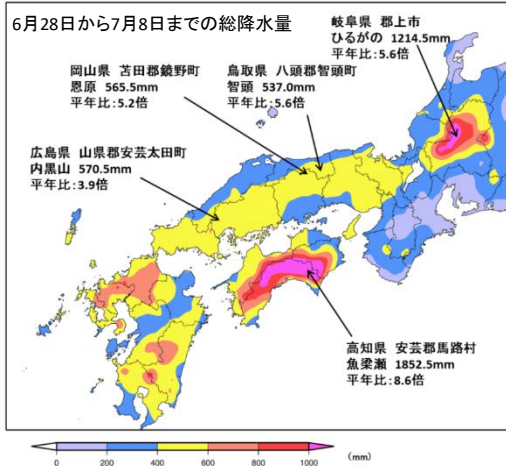 6月28日から7月8日までの総降水量
岐阜県 郡上市
ひるがの 1214.5mm
平年比:5.6倍
岡山県 苫田郡鏡野町
恩原 565.5mm
平年比:5.2倍
鳥取県 八頭郡智頭町
智頭 537.0mm
平年比:5.6倍
広島県 山県郡安芸太田町
内黒山 570.5mm
平年比:3.9倍
高知県 安芸郡馬路村
魚梁瀬 1852.5mm
平年比:8.6倍
0 200 400 600 800 1000 (mm)